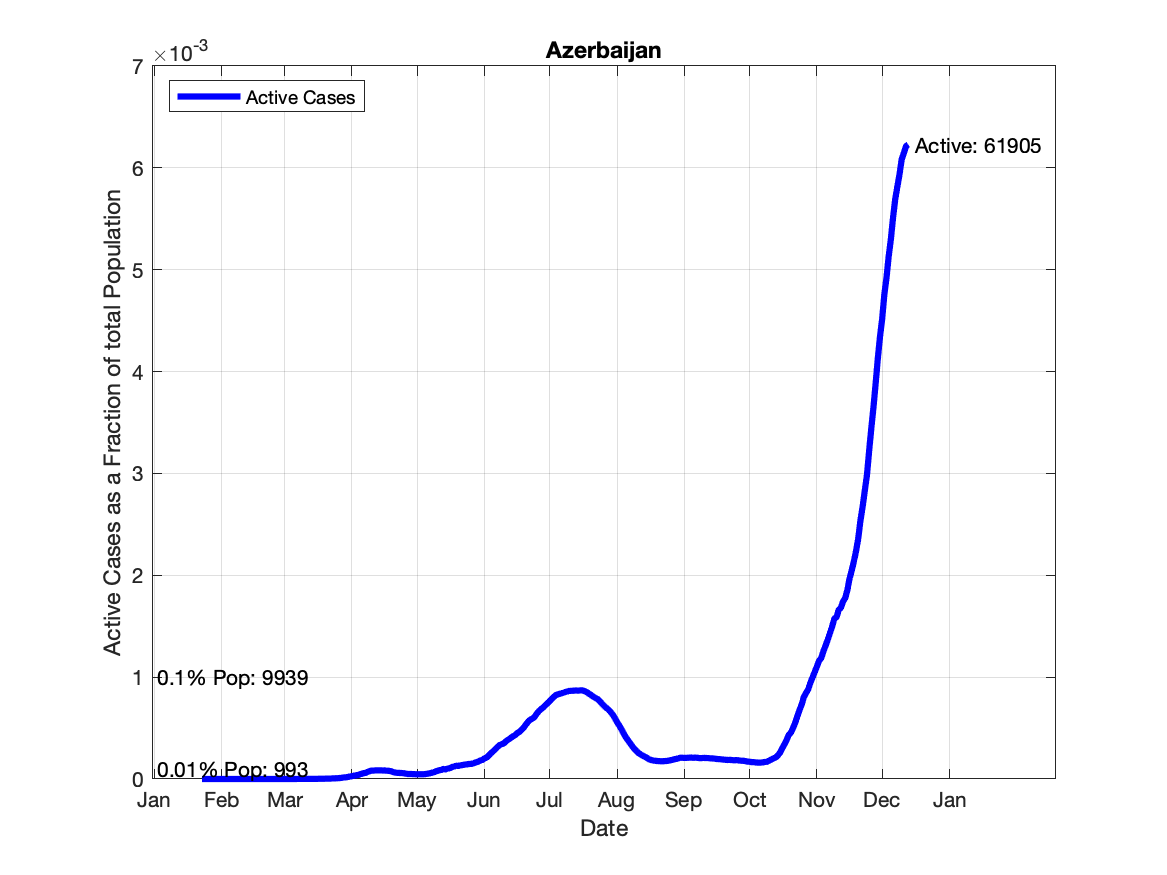 Azerbaijan
×10-3
7
6
5
4
3
2
1
0
Active Cases as a Fraction of total Population
Active Cases
Active: 61905
0.1% Pop: 9939
0.01% Pop: 993
Jan Feb Mar Apr May Jun Jul Aug Sep Oct Nov Dec Jan
Date